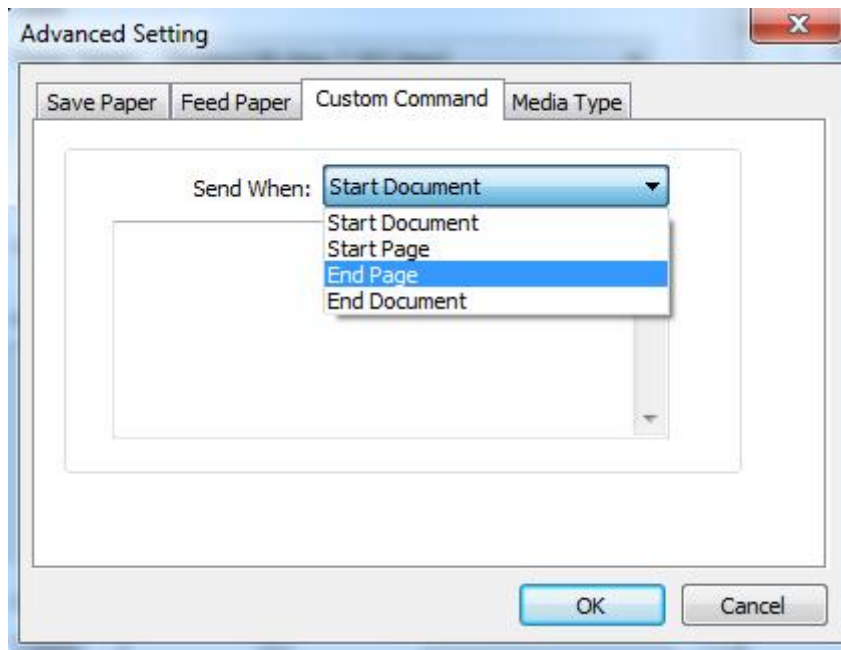 Advanced Setting
Save Paper Feed Paper Custom Command Media Type
Send When: Start Document
Start Document
Start Page
End Page
End Document
OK Cancel